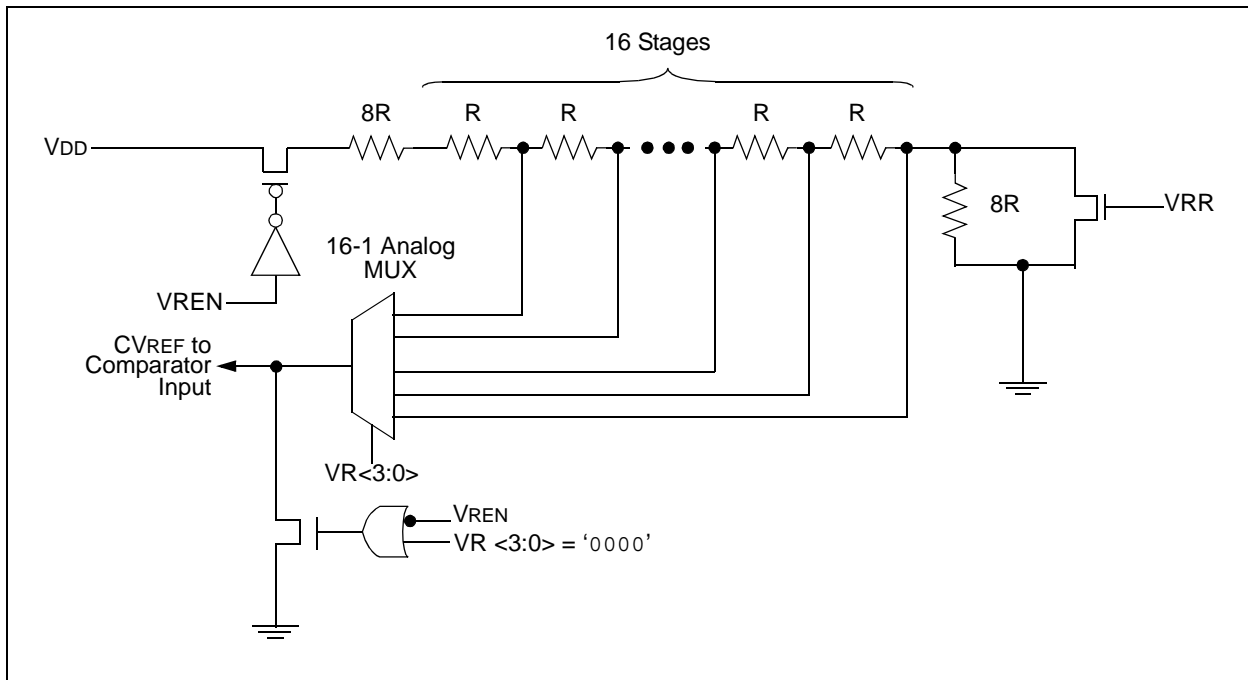 16 Stages
8R R R R R
VDD
8R
VRR
16-1 Analog
MUX
VREN
CVREF to
Comparator
Input
VR<3:0>
VREN
VR <3:0> = ‘0000’